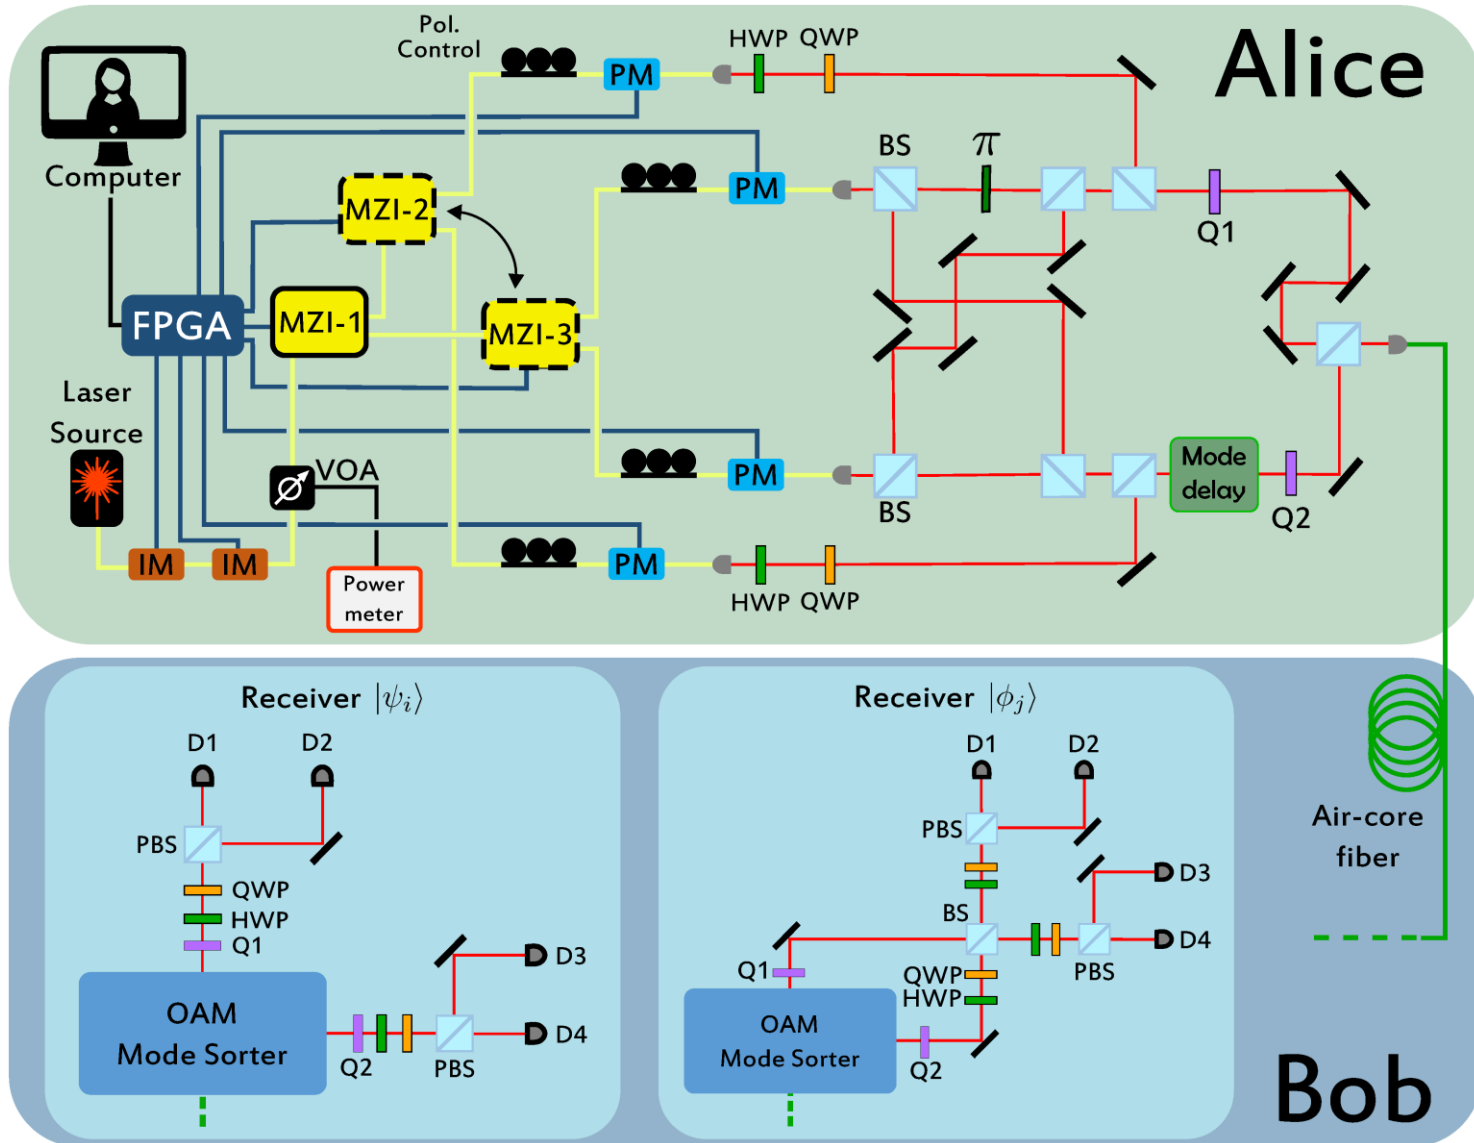 Alice
Pol.
Control
HWP
QWP
PM
Computer
BS
π
PM
MZI-2
Q1
FPGA
MZI-1
MZI-3
Laser
Source
VOA
PM
BS
Mode
delay
Q2
IM
IM
PM
Power
meter
HWP
QWP
Receiver |ψ_i⟩
D1
D2
PBS
QWP
HWP
Q1
OAM
Mode Sorter
D3
D4
Q2
PBS
Receiver |ϕ_j⟩
D1
D2
PBS
D3
BS
D4
PBS
Q1
QWP
HWP
OAM
Mode Sorter
Q2
Air-core
fiber
Bob